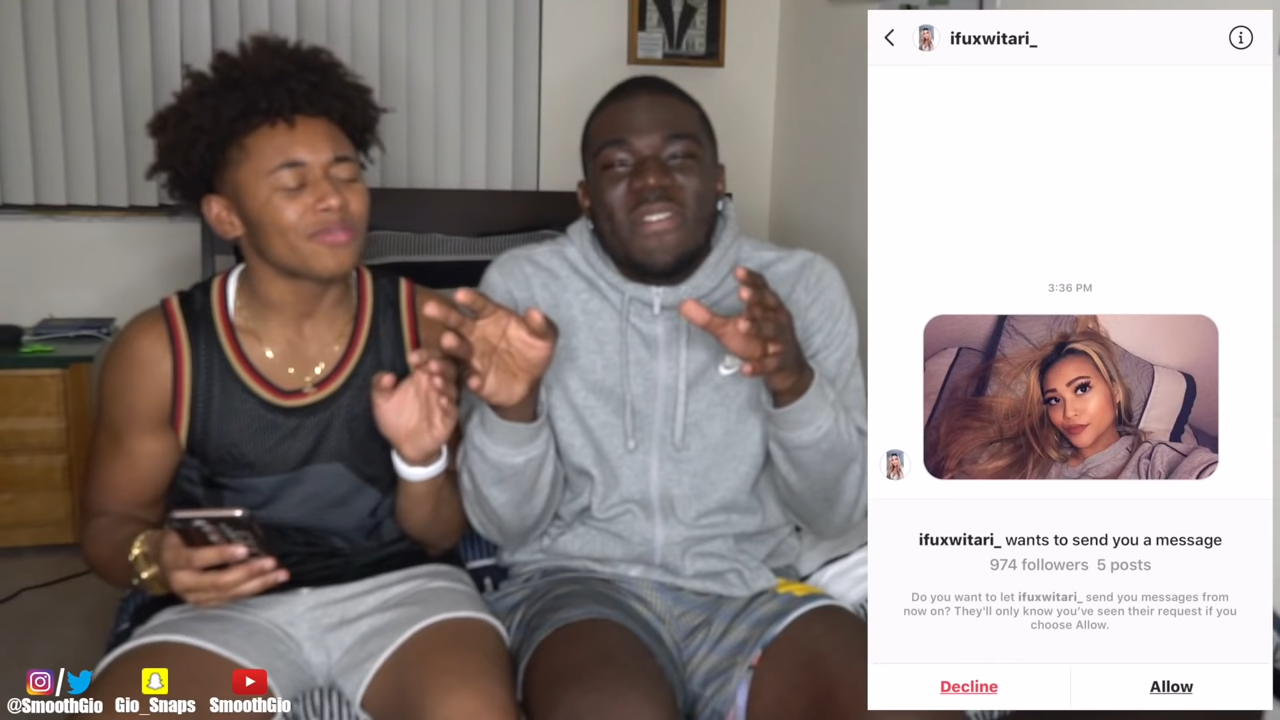 ifuxwitari_
3:36 PM
ifuxwitari_ wants to send you a message
974 followers 5 posts
Do you want to let ifuxwitari_ send you messages from
now on? They'll only know you've seen their request if you
choose Allow.
Decline
Allow
@SmoothGio
Gio_Snaps
SmoothGio